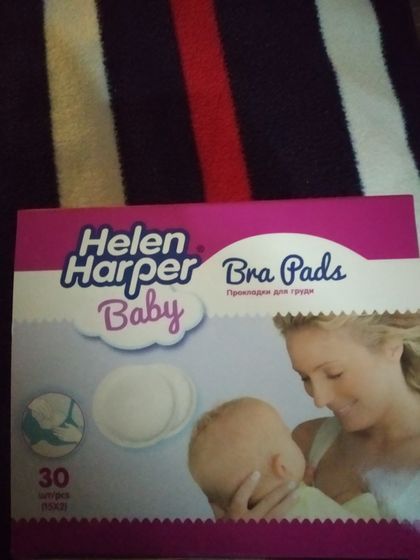 Helen
Harper®
Baby
Bra Pads
Прокладки для груди
30
шт/pcs
(15X2)